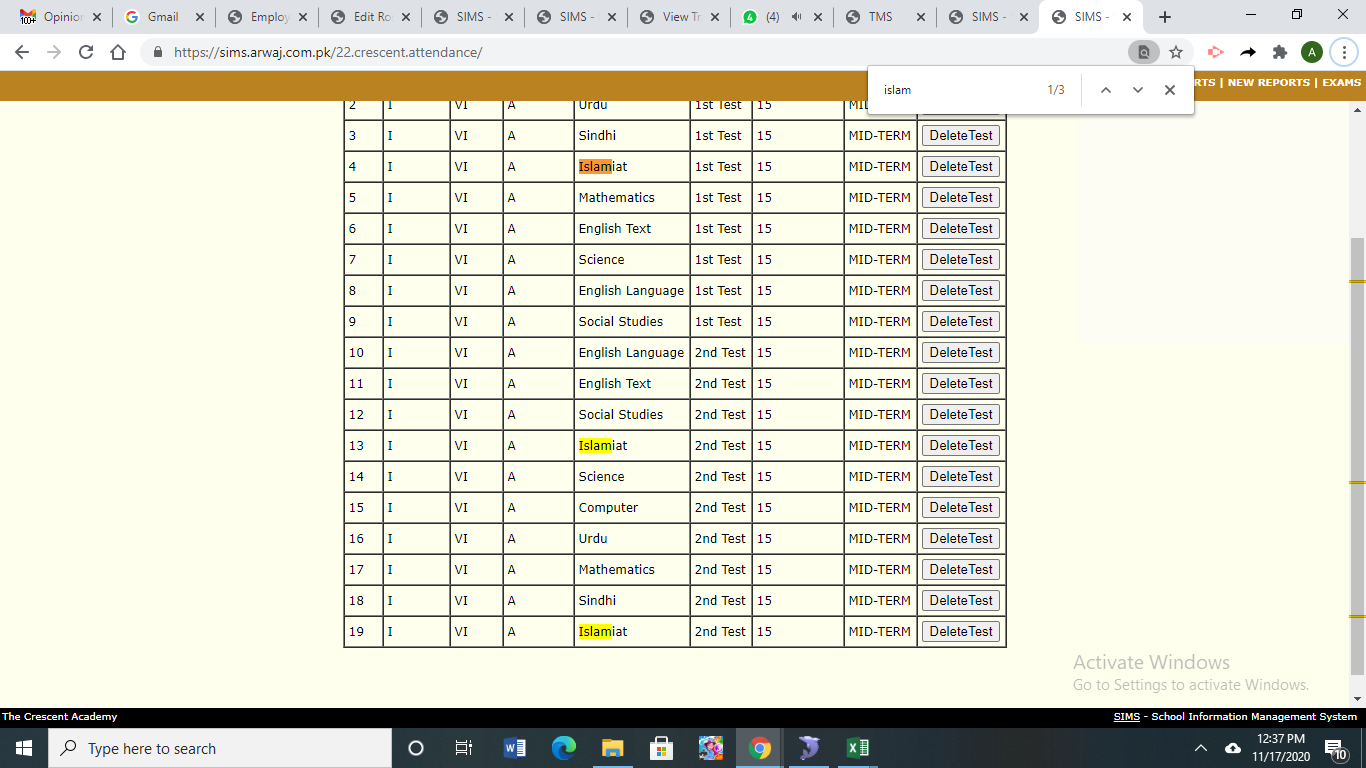 100+ Opinion Gmail Employ Edit Ro SIMS - SIMS - View Tr (4) TMS SIMS - SIMS -
https://sims.arwaj.com.pk/22.crescent.attendance/ A
RTS | NEW REPORTS | EXAMS
islam 1/3
2 I VI A Urdu 1st Test 15 MID
3 I VI A Sindhi 1st Test 15 MID-TERM DeleteTest
4 I VI A Islamiat 1st Test 15 MID-TERM DeleteTest
5 I VI A Mathematics 1st Test 15 MID-TERM DeleteTest
6 I VI A English Text 1st Test 15 MID-TERM DeleteTest
7 I VI A Science 1st Test 15 MID-TERM DeleteTest
8 I VI A English Language 1st Test 15 MID-TERM DeleteTest
9 I VI A Social Studies 1st Test 15 MID-TERM DeleteTest
10 I VI A English Language 2nd Test 15 MID-TERM DeleteTest
11 I VI A English Text 2nd Test 15 MID-TERM DeleteTest
12 I VI A Social Studies 2nd Test 15 MID-TERM DeleteTest
13 I VI A Islamiat 2nd Test 15 MID-TERM DeleteTest
14 I VI A Science 2nd Test 15 MID-TERM DeleteTest
15 I VI A Computer 2nd Test 15 MID-TERM DeleteTest
16 I VI A Urdu 2nd Test 15 MID-TERM DeleteTest
17 I VI A Mathematics 2nd Test 15 MID-TERM DeleteTest
18 I VI A Sindhi 2nd Test 15 MID-TERM DeleteTest
19 I VI A Islamiat 2nd Test 15 MID-TERM DeleteTest
Activate Windows
Go to Settings to activate Windows.
The Crescent Academy SIMS - School Information Management System
Type here to search
12:37 PM
11/17/2020
10